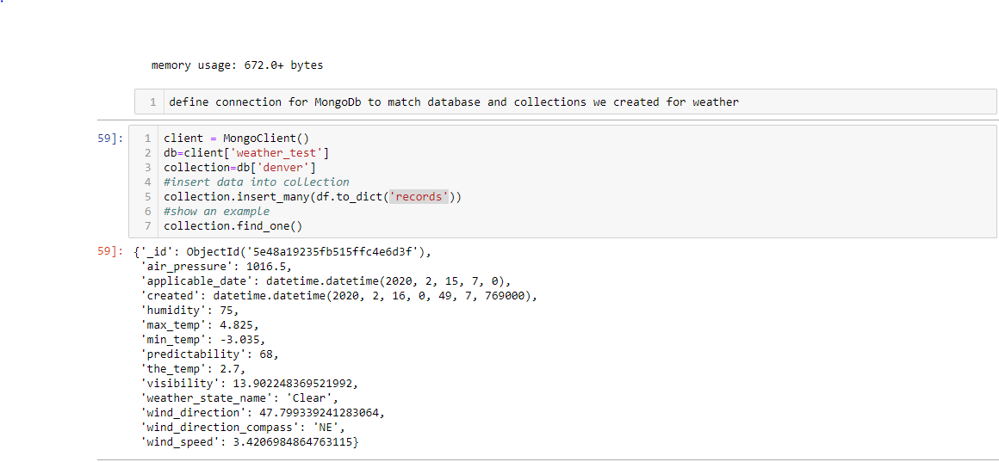 memory usage: 672.0+ bytes
1 define connection for MongoDb to match database and collections we created for weather
59]: 1 client = MongoClient()
2 db=client['weather_test']
3 collection=db['denver']
4 #insert data into collection
5 collection.insert_many(df.to_dict('records'))
6 #show an example
7 collection.find_one()
59]: {'_id': ObjectId('5e48a19235fb515ffc4e6d3f'),
'air_pressure': 1016.5,
'applicable_date': datetime.datetime(2020, 2, 15, 7, 0),
'created': datetime.datetime(2020, 2, 16, 0, 49, 7, 769000),
'humidity': 75,
'max_temp': 4.825,
'min_temp': -3.035,
'predictability': 68,
'the_temp': 2.7,
'visibility': 13.902248369521992,
'weather_state_name': 'Clear',
'wind_direction': 47.799339241283064,
'wind_direction_compass': 'NE',
'wind_speed': 3.4206984864763115}